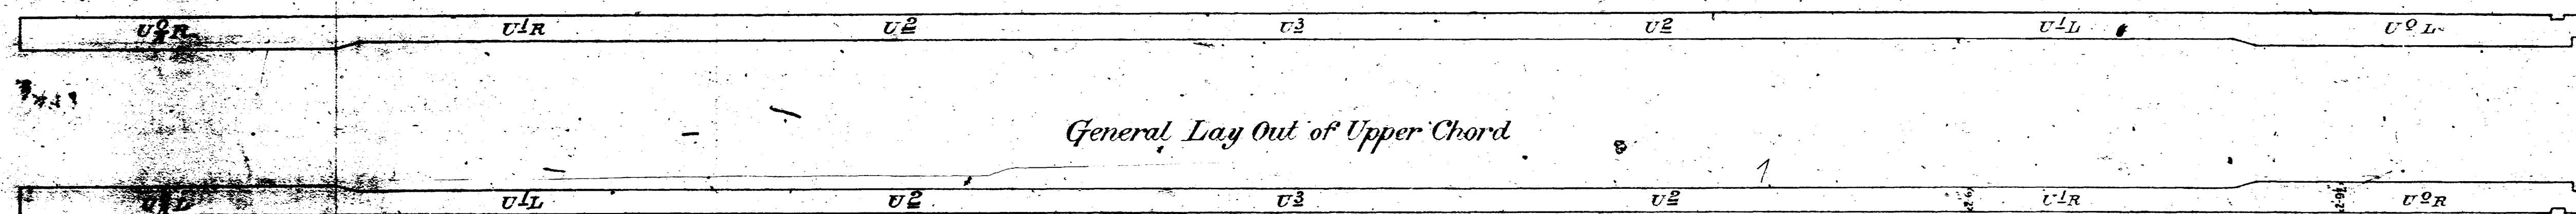 U0R U1R U2 U3 U2 U1L U0L
General Lay Out of Upper Chord
U0L U1L U2 U3 U2 U1R U0R